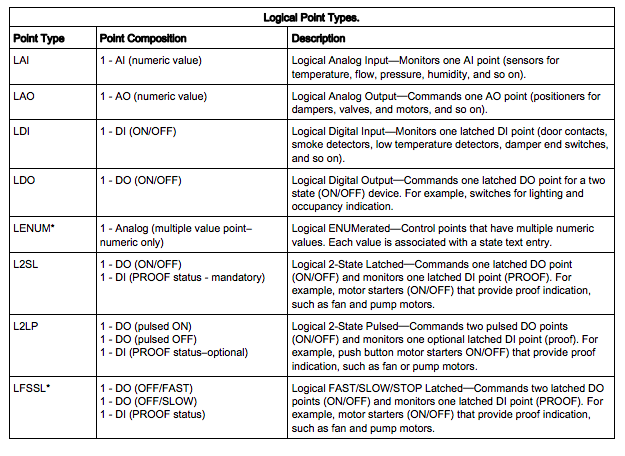 Logical Point Types.
Point Type Point Composition Description
LAI 1 - AI (numeric value) Logical Analog Input—Monitors one AI point (sensors for
temperature, flow, pressure, humidity, and so on).
LAO 1 - AO (numeric value) Logical Analog Output—Commands one AO point (positioners for
dampers, valves, and motors, and so on).
LDI 1 - DI (ON/OFF) Logical Digital Input—Monitors one latched DI point (door contacts,
smoke detectors, low temperature detectors, damper end switches,
and so on).
LDO 1 - DO (ON/OFF) Logical Digital Output—Commands one latched DO point for a two
state (ON/OFF) device. For example, switches for lighting and
occupancy indication.
LENUM* 1 - Analog (multiple value point– Logical ENUMerated—Control points that have multiple numeric
numeric only) values. Each value is associated with a state text entry.
L2SL 1 - DO (ON/OFF) Logical 2-State Latched—Commands one latched DO point
1 - DI (PROOF status - mandatory) (ON/OFF) and monitors one latched DI point (PROOF). For
example, motor starters (ON/OFF) that provide proof indication,
such as fan and pump motors.
L2LP 1 - DO (pulsed ON) Logical 2-State Pulsed—Commands two pulsed DO points
1 - DO (pulsed OFF) (ON/OFF) and monitors one optional latched DI point (proof). For
1 - DI (PROOF status–optional) example, push button motor starters ON/OFF) that provide proof
indication, such as fan or pump motors.
LFSSL* 1 - DO (OFF/FAST) Logical FAST/SLOW/STOP Latched—Commands two latched DO
1 - DO (OFF/SLOW) points (ON/OFF) and monitors one latched DI point (PROOF). For
1 - DI (PROOF status) example, motor starters (ON/OFF) that provide proof indication,
such as fan and pump motors.